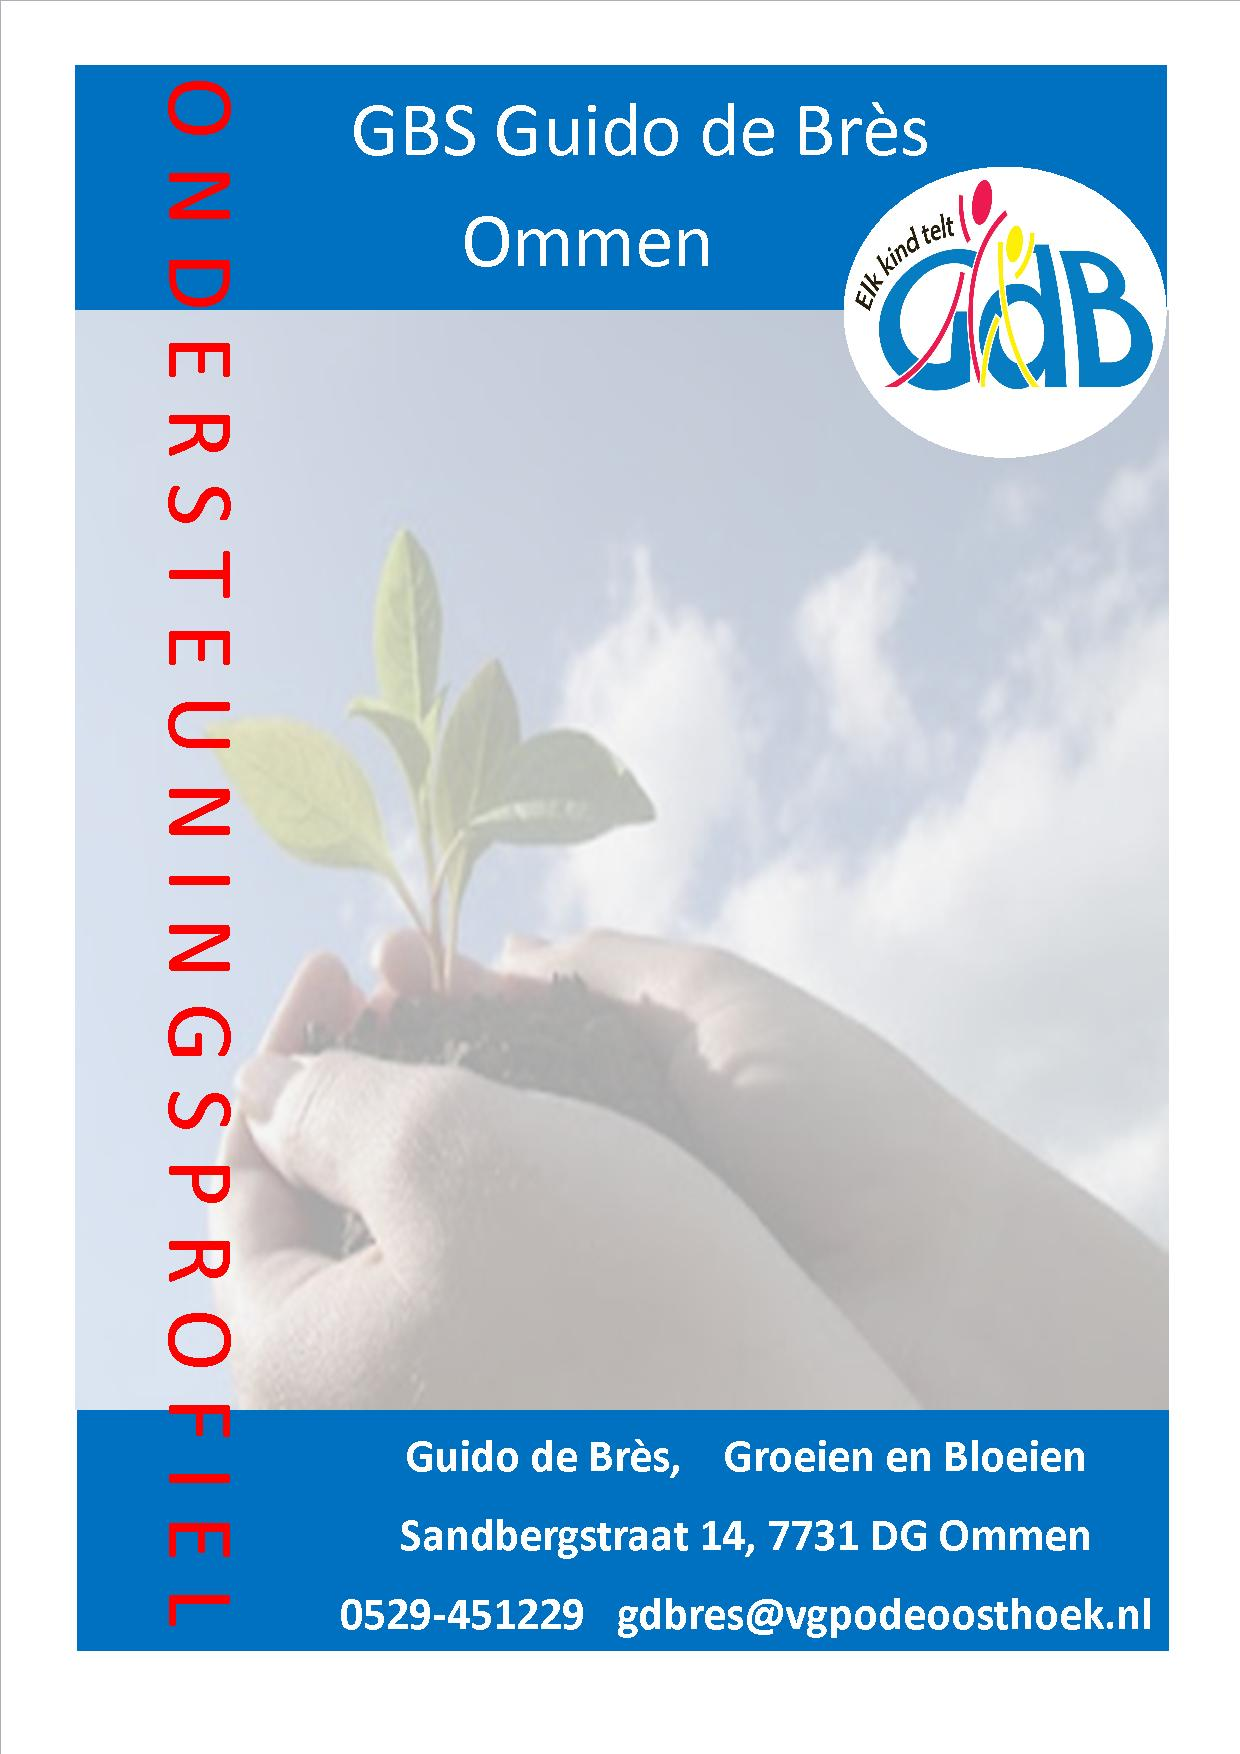 GBS Guido de Brès
Ommen
Elk kind telt
GdB
ONDERSTEUNINGSPROFIEL
Guido de Brès, Groeien en Bloeien
Sandbergstraat 14, 7731 DG Ommen
0529-451229 gdbres@vgpodeoosthoek.nl